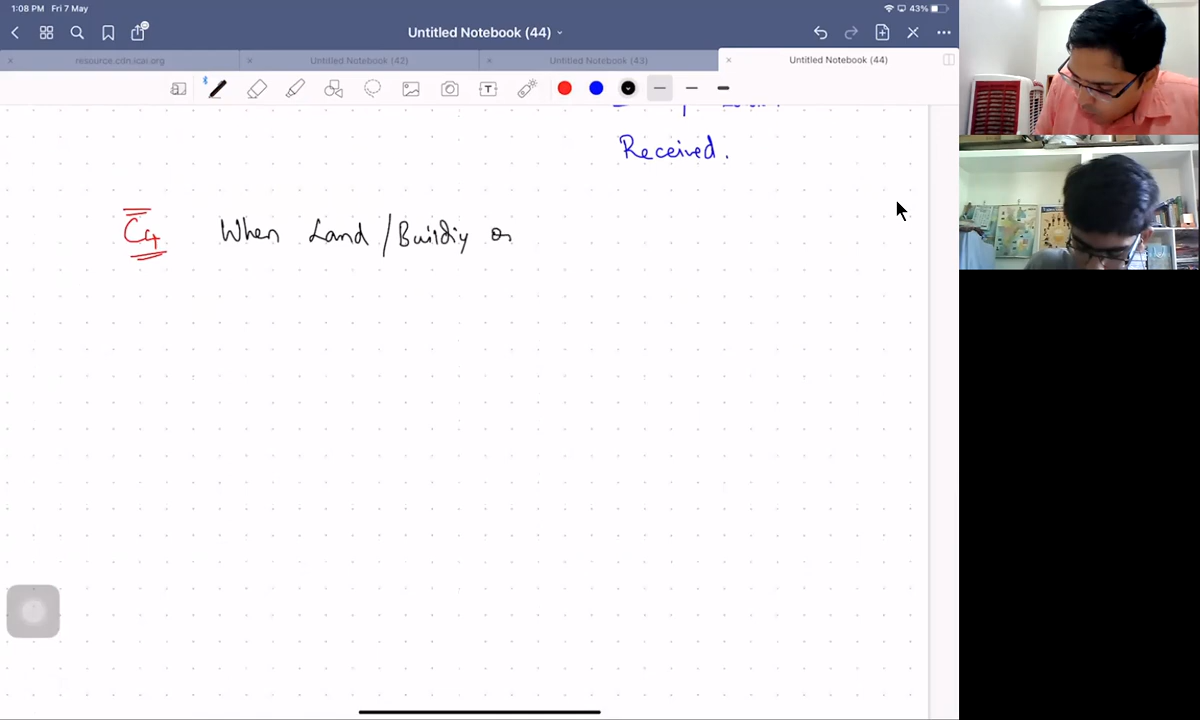 1:08 PM Fri 7 May
43%
Untitled Notebook (44)
resource.cdn.icai.org
Untitled Notebook (42)
Untitled Notebook (43)
Untitled Notebook (44)
Received.
C4 When Land/Building or